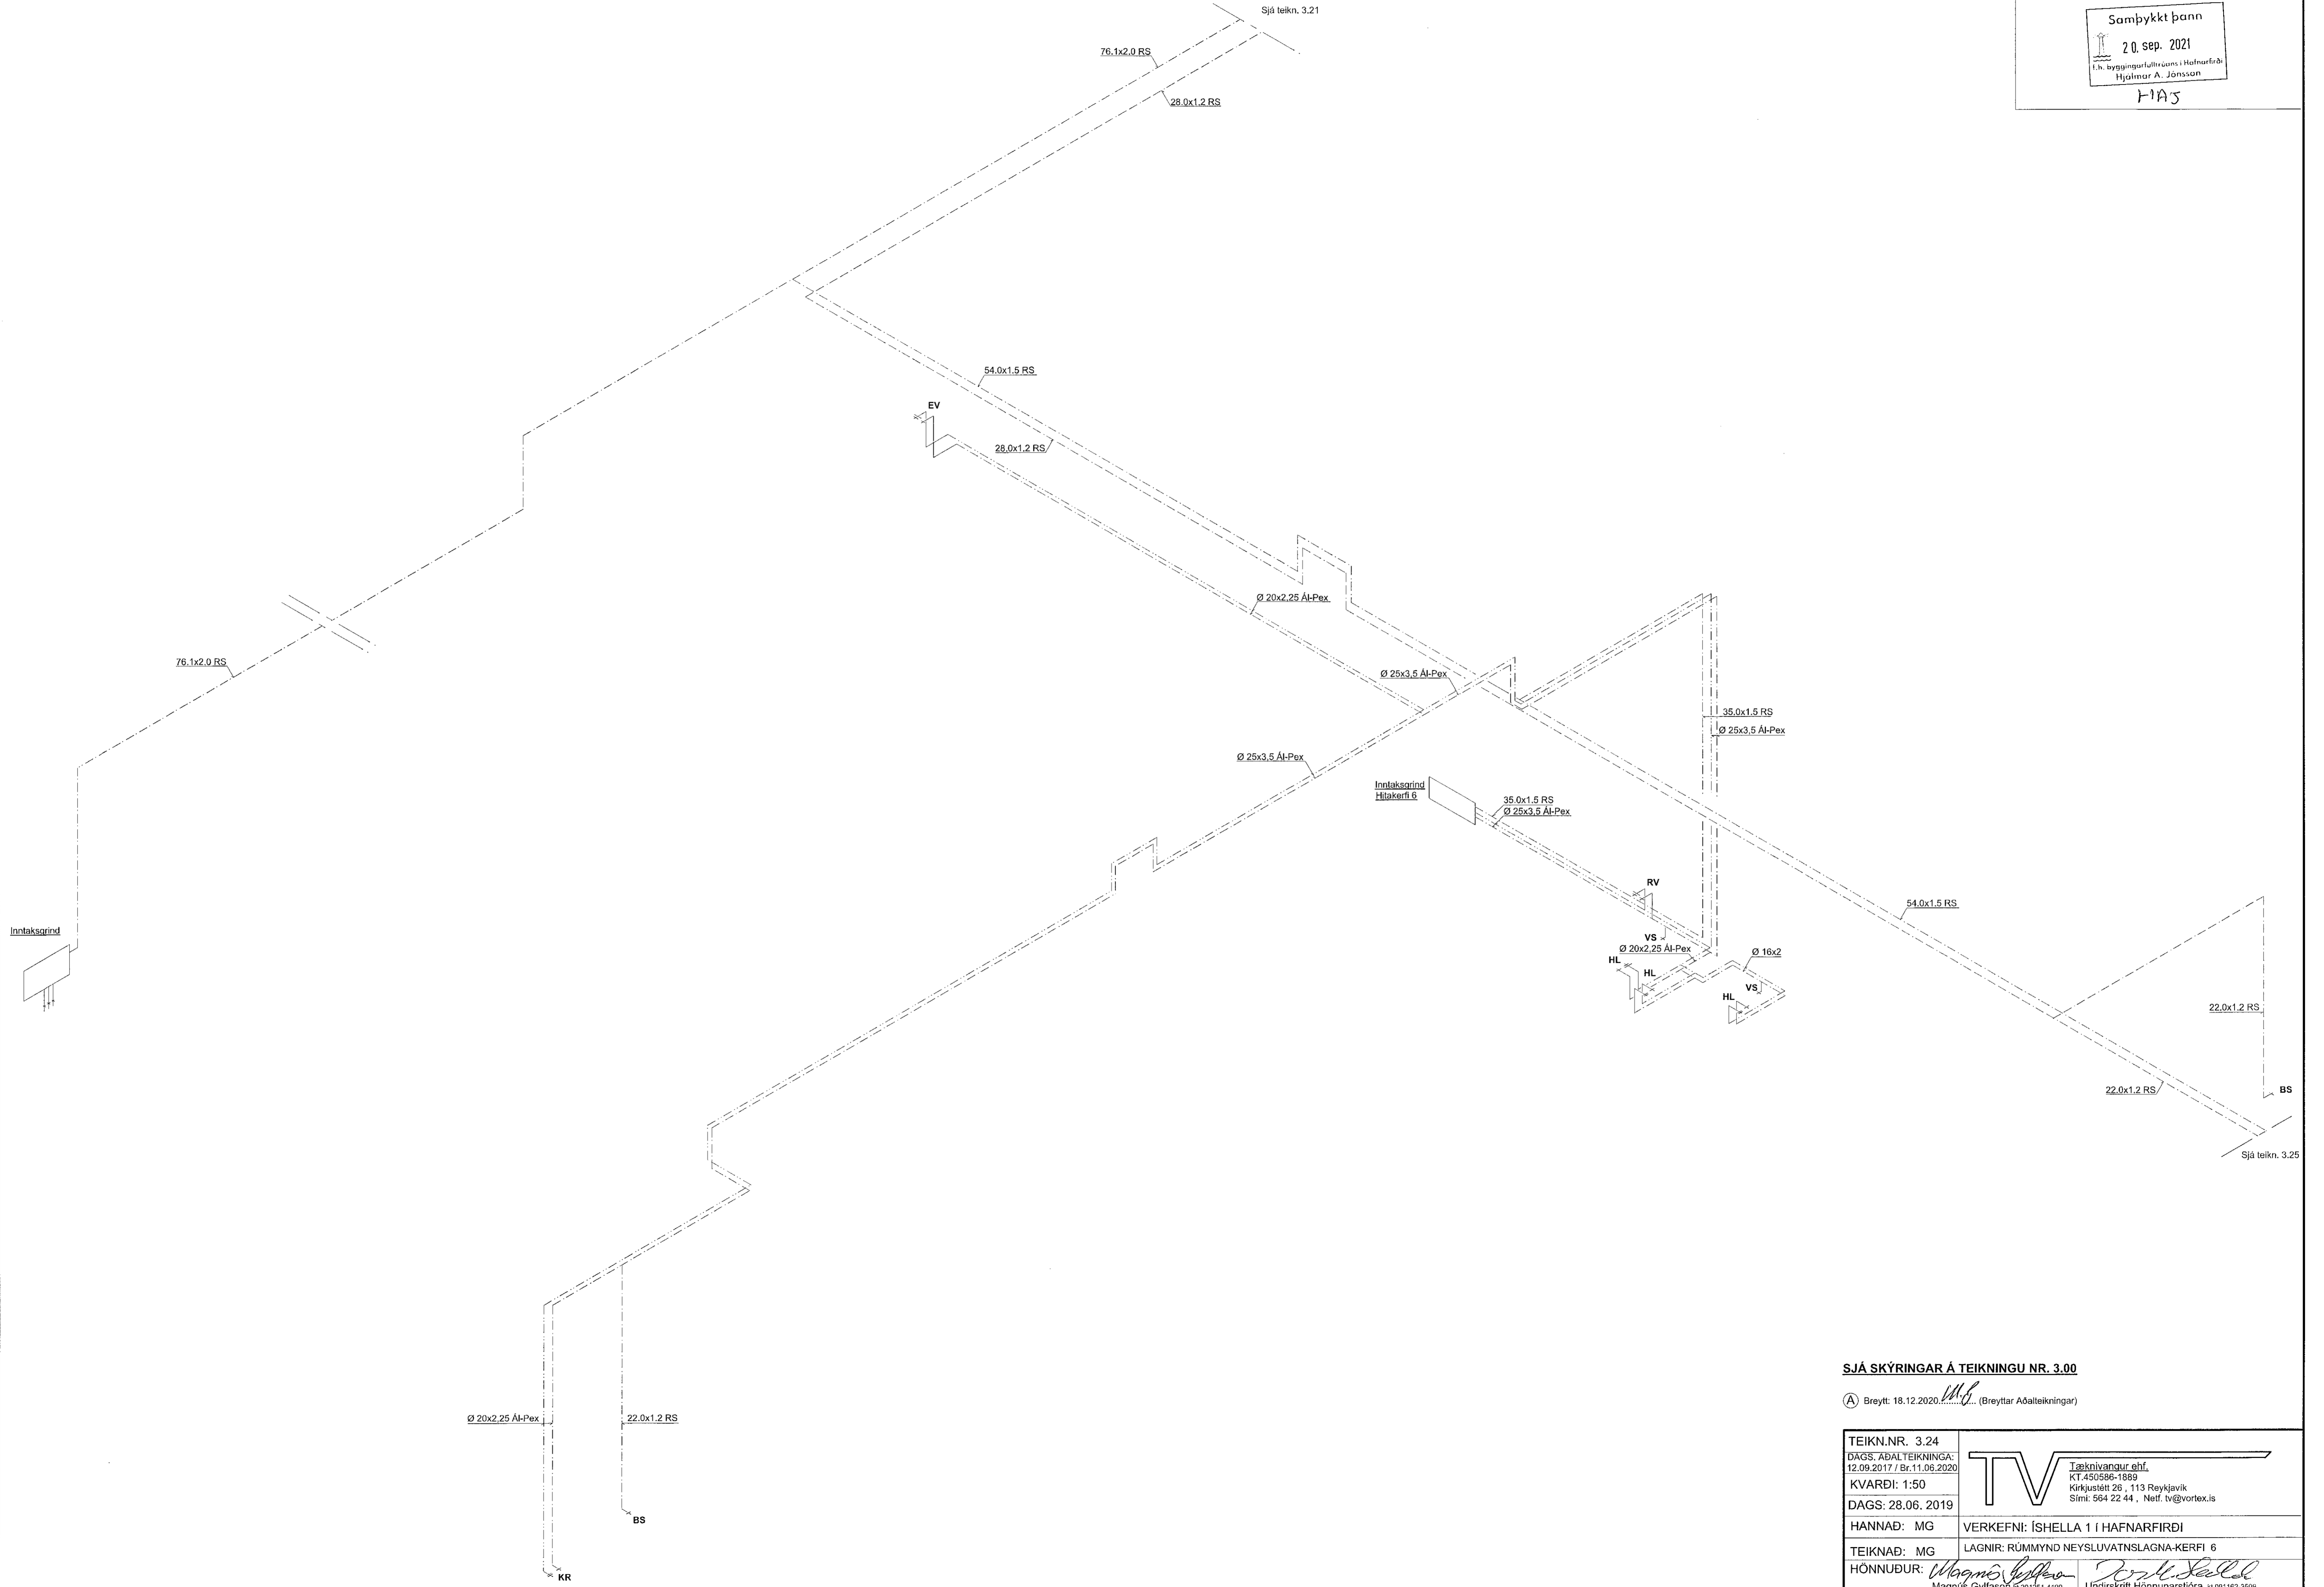 Sjá teikn. 3.21
Samþykkt þann
20. sep. 2021
f.h. byggingarfulltrúans í Hafnarfirði
Hjálmar A. Jónsson
HAJ
76.1x2.0 RS
28.0x1.2 RS
54.0x1.5 RS
EV
28.0x1.2 RS
Ø 20x2,25 Ál-Pex
76.1x2.0 RS
Ø 25x3,5 Ál-Pex
35.0x1.5 RS
Ø 25x3,5 Ál-Pex
Ø 25x3,5 Ál-Pex
Inntaksgrind
Hitakerfi 6
35.0x1.5 RS
Ø 25x3,5 Ál-Pex
RV
54.0x1.5 RS
Inntaksgrind
VS
Ø 20x2,25 Ál-Pex
Ø 16x2
HL
HL
VS
HL
22.0x1.2 RS
22.0x1.2 RS
BS
Sjá teikn. 3.25
Ø 20x2,25 Ál-Pex
22.0x1.2 RS
BS
KR
SJÁ SKÝRINGAR Á TEIKNINGU NR. 3.00
A Breytt: 18.12.2020 M.G. (Breyttar Aðalteikningar)
TEIKN.NR. 3.24
DAGS. AÐALTEIKNINGA:
12.09.2017 / Br.11.06.2020
KVARÐI: 1:50
DAGS: 28.06. 2019
HANNAÐ: MG
TEIKNAÐ: MG
TV
Tæknivangur ehf.
KT.450586-1889
Kirkjustétt 26 , 113 Reykjavík
Sími: 564 22 44 , Netf. tv@vortex.is
VERKEFNI: ÍSHELLA 1 Í HAFNARFIRÐI
LAGNIR: RÚMMYND NEYSLUVATNSLAGNA-KERFI 6
HÖNNUÐUR: Magnús Gylfason
Magnús Gylfason
Undirskrift Hönnunarstjóra